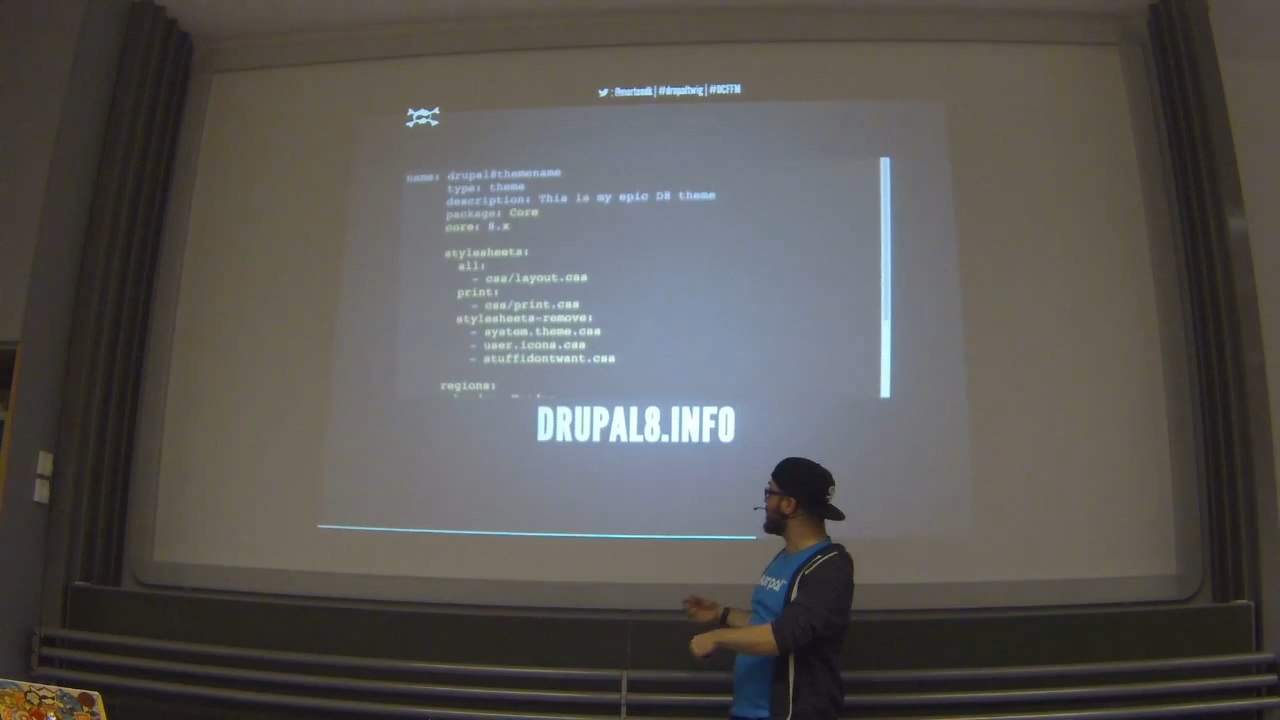 : @mortendk | #drupaltwig | #DCFFM
name: drupal8themename
type: theme
description: This is my epic D8 theme
package: Core
core: 8.x
stylesheets:
all:
- css/layout.css
print:
- css/print.css
stylesheets-remove:
- system.theme.css
- user.icons.css
- stuffidontwant.css
regions:
DRUPAL8.INFO